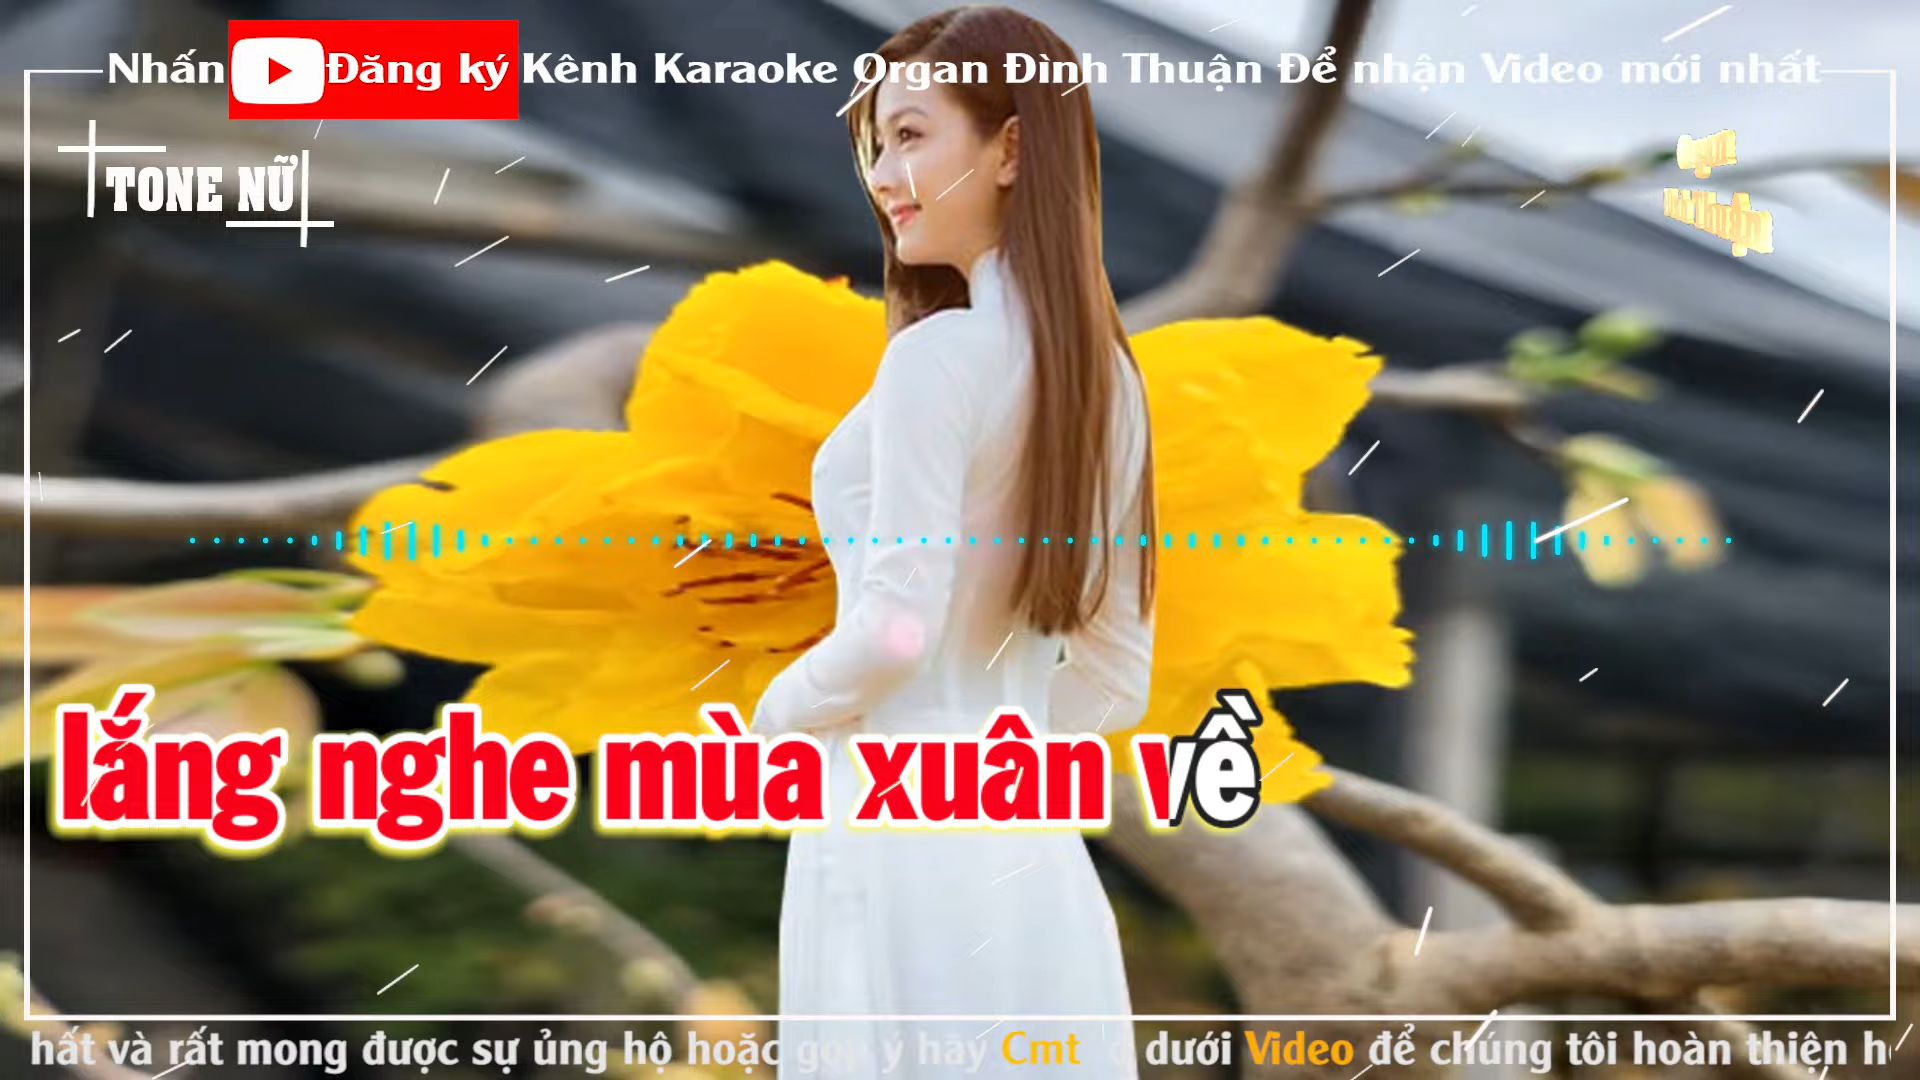 Nhấn Đăng ký Kênh Karaoke Organ Đình Thuận Để nhận Video mới nhất
TONE NỮ
Thuận
lắng nghe mùa xuân về
hất và rất mong được sự ủng hộ hoặc góp ý hãy Cmt dưới Video để chúng tôi hoàn thiện h